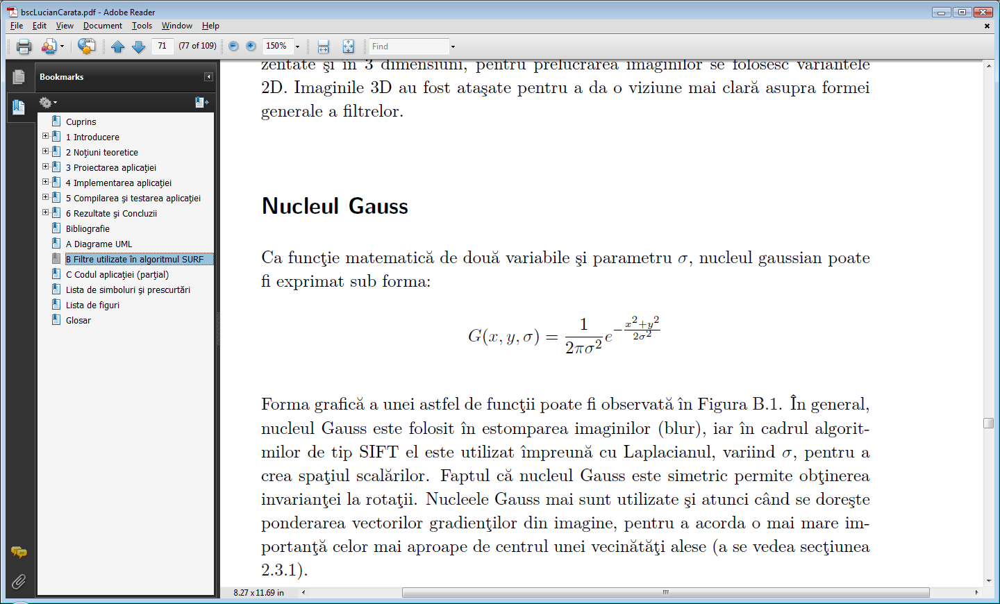 bscLucianCarata.pdf - Adobe Reader
File Edit View Document Tools Window Help
71 (77 of 109) 150% Find
Bookmarks
Cuprins
1 Introducere
2 Noţiuni teoretice
3 Proiectarea aplicaţiei
4 Implementarea aplicaţiei
5 Compilarea şi testarea aplicaţiei
6 Rezultate şi Concluzii
Bibliografie
A Diagrame UML
B Filtre utilizate în algoritmul SURF
C Codul aplicaţiei (parţial)
Lista de simboluri şi prescurtări
Lista de figuri
Glosar
zentate şi în 3 dimensiuni, pentru prelucrarea imaginilor se folosesc variantele
2D. Imaginile 3D au fost ataşate pentru a da o viziune mai clară asupra formei
generale a filtrelor.
Nucleul Gauss
Ca funcţie matematică de două variabile şi parametru σ, nucleul gaussian poate
fi exprimat sub forma:
G(x, y, σ) = \frac{1}{2πσ^2} e^{-\frac{x^2+y^2}{2σ^2}}
Forma grafică a unei astfel de funcţii poate fi observată în Figura B.1. În general,
nucleul Gauss este folosit în estomparea imaginilor (blur), iar în cadrul algorit-
milor de tip SIFT el este utilizat împreună cu Laplacianul, variind σ, pentru a
crea spaţiul scalărilor. Faptul că nucleul Gauss este simetric permite obţinerea
invarianţei la rotaţii. Nucleele Gauss mai sunt utilizate şi atunci când se doreşte
ponderarea vectorilor gradienţilor din imagine, pentru a acorda o mai mare im-
portanţă celor mai aproape de centrul unei vecinătăţi alese (a se vedea secţiunea
2.3.1).
8.27 x 11.69 in